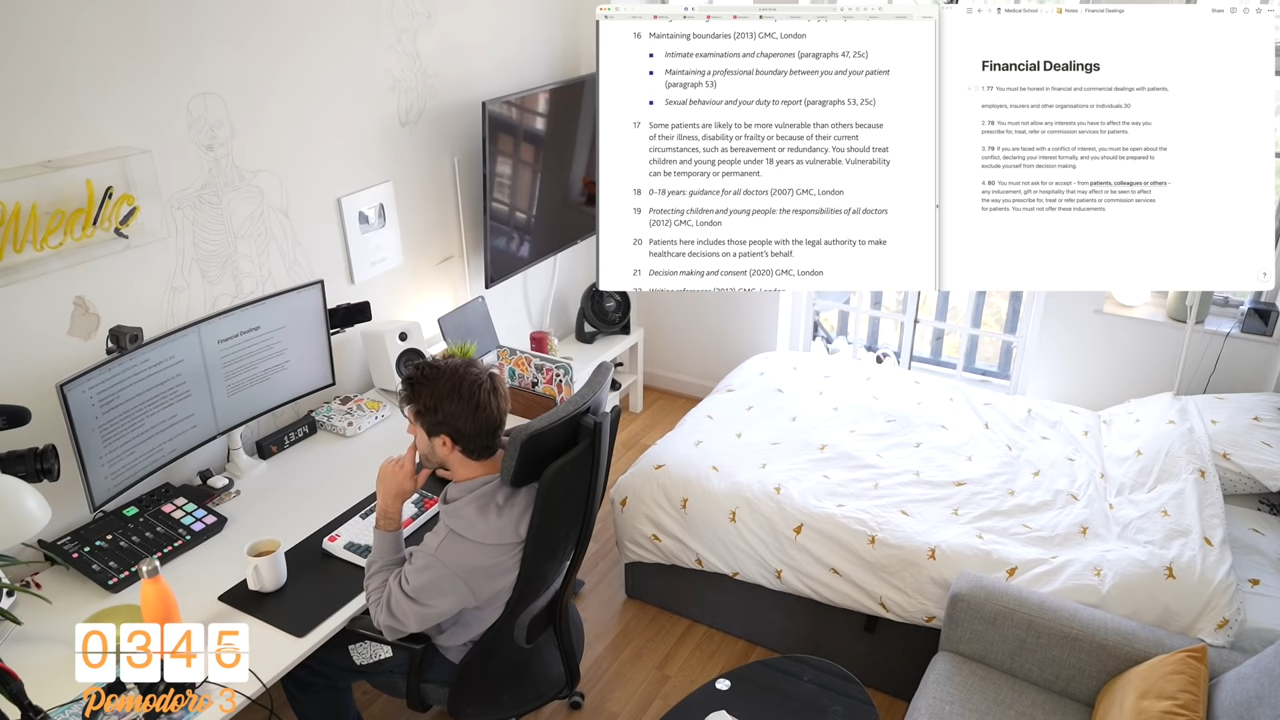 16 Maintaining boundaries (2013) GMC, London
Intimate examinations and chaperones (paragraphs 47, 25c)
Maintaining a professional boundary between you and your patient
(paragraph 53)
Sexual behaviour and your duty to report (paragraphs 53, 25c)
17 Some patients are likely to be more vulnerable than others because
of their illness, disability or frailty or because of their current
circumstances, such as bereavement or redundancy. You should treat
children and young people under 18 years as vulnerable. Vulnerability
can be temporary or permanent.
18 0–18 years: guidance for all doctors (2007) GMC, London
19 Protecting children and young people: the responsibilities of all doctors
(2012) GMC, London
20 Patients here includes those people with the legal authority to make
healthcare decisions on a patient's behalf.
21 Decision making and consent (2020) GMC, London
22 Writing references (2012) GMC, London
Medical School / ... / Notes / Financial Dealings
Share
Financial Dealings
1. 77 You must be honest in financial and commercial dealings with patients,
employers, insurers and other organisations or individuals.30
2. 78 You must not allow any interests you have to affect the way you
prescribe for, treat, refer or commission services for patients.
3. 79 If you are faced with a conflict of interest, you must be open about the
conflict, declaring your interest formally, and you should be prepared to
exclude yourself from decision making.
4. 80 You must not ask for or accept – from patients, colleagues or others –
any inducement, gift or hospitality that may affect or be seen to affect
the way you prescribe for, treat or refer patients or commission services
for patients. You must not offer these inducements.
?
Medic
Financial Dealings
13:04
03 45
Pomodoro 3